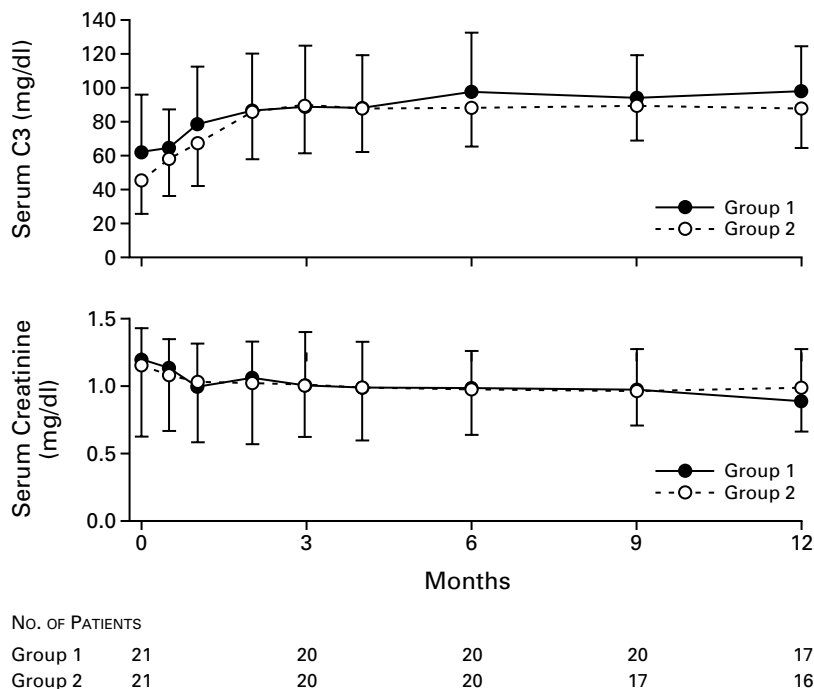 Serum C3 (mg/dl)
140
120
100
80
60
40
20
0
Group 1
Group 2
Serum Creatinine
(mg/dl)
1.5
1.0
0.5
0.0
Group 1
Group 2
0 3 6 9 12
Months
NO. OF PATIENTS
Group 1 21 20 20 20 17
Group 2 21 20 20 17 16